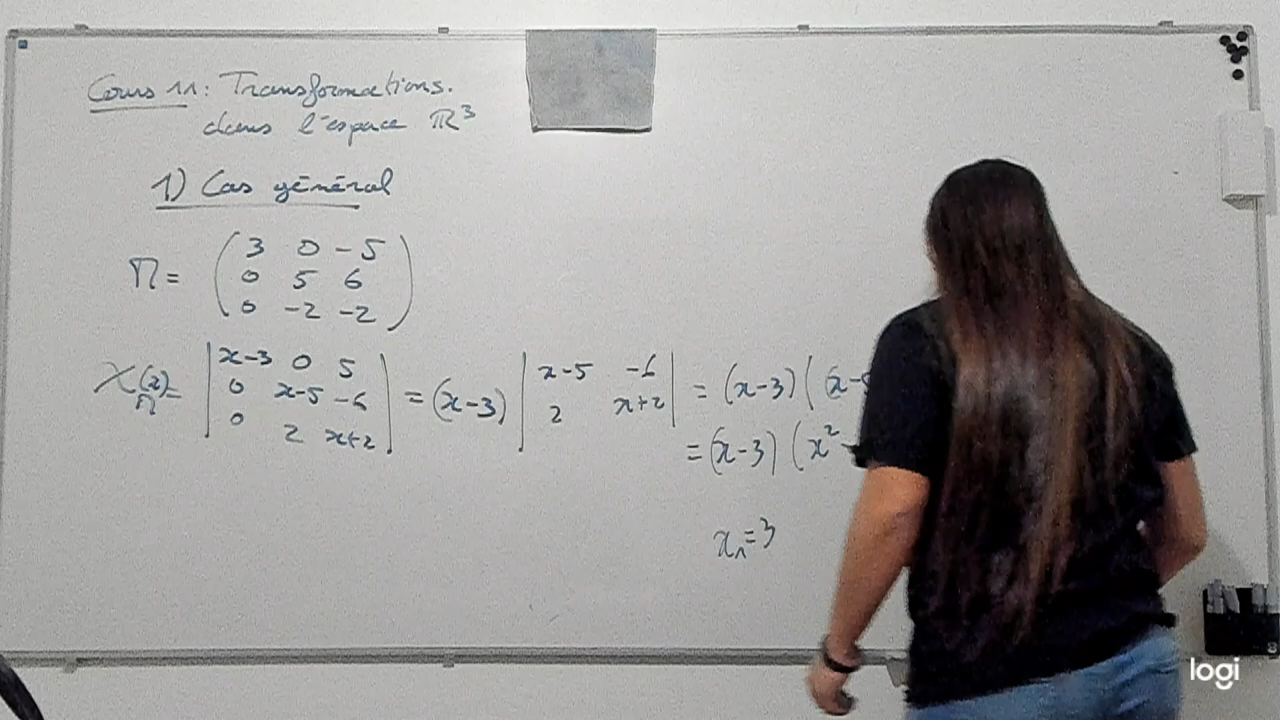 Cours 11: Transformations.
dans l'espace ℝ³
1) Cas général
M = ( 3 0 -5
0 5 6
0 -2 -2 )
χ_M(x) = | x-3 0 5
0 x-5 -6
0 2 x+2 | = (x-3) | x-5 -6
2 x+2 | = (x-3)( (x-
= (x-3) (x²
x₁=3
logi